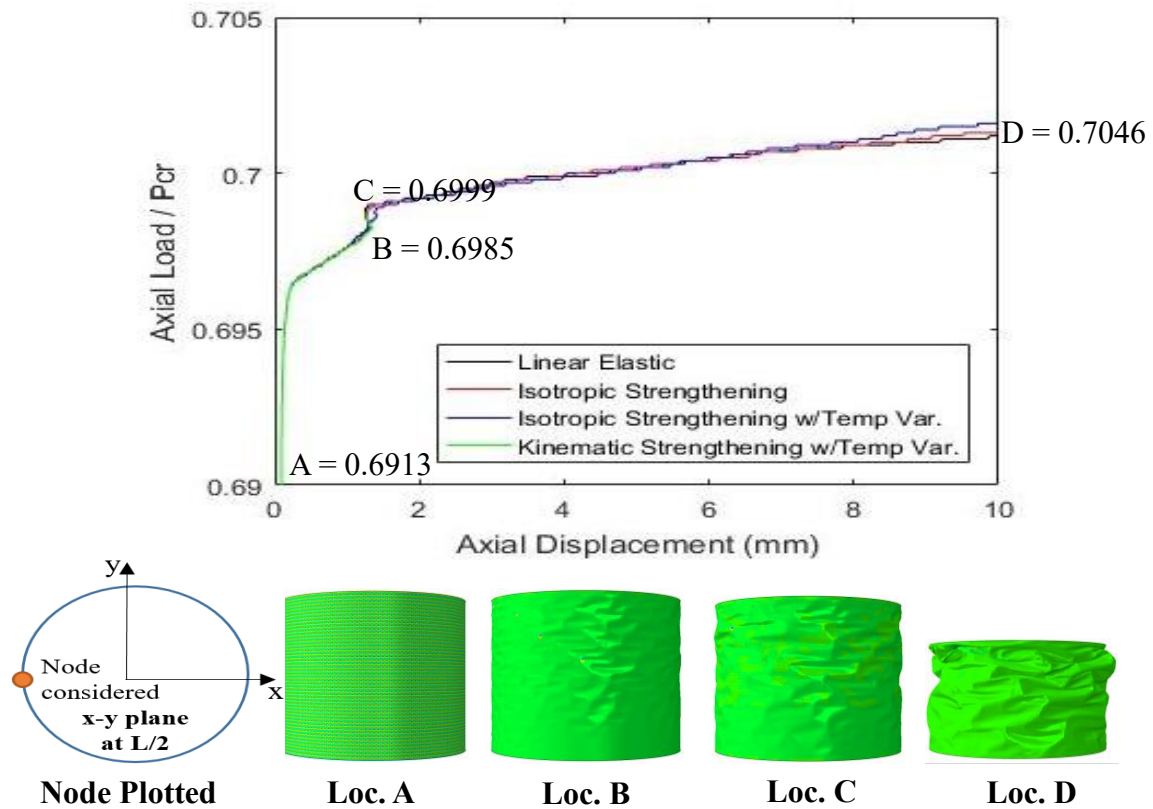 0.705
D = 0.7046
0.7
C = 0.6999
B = 0.6985
Axial Load / Pcr
0.695
Linear Elastic
Isotropic Strengthening
Isotropic Strengthening w/Temp Var.
Kinematic Strengthening w/Temp Var.
A = 0.6913
0.69
0
2
4
6
8
10
Axial Displacement (mm)
y
Node
considered
x
x-y plane
at L/2
Node Plotted
Loc. A
Loc. B
Loc. C
Loc. D